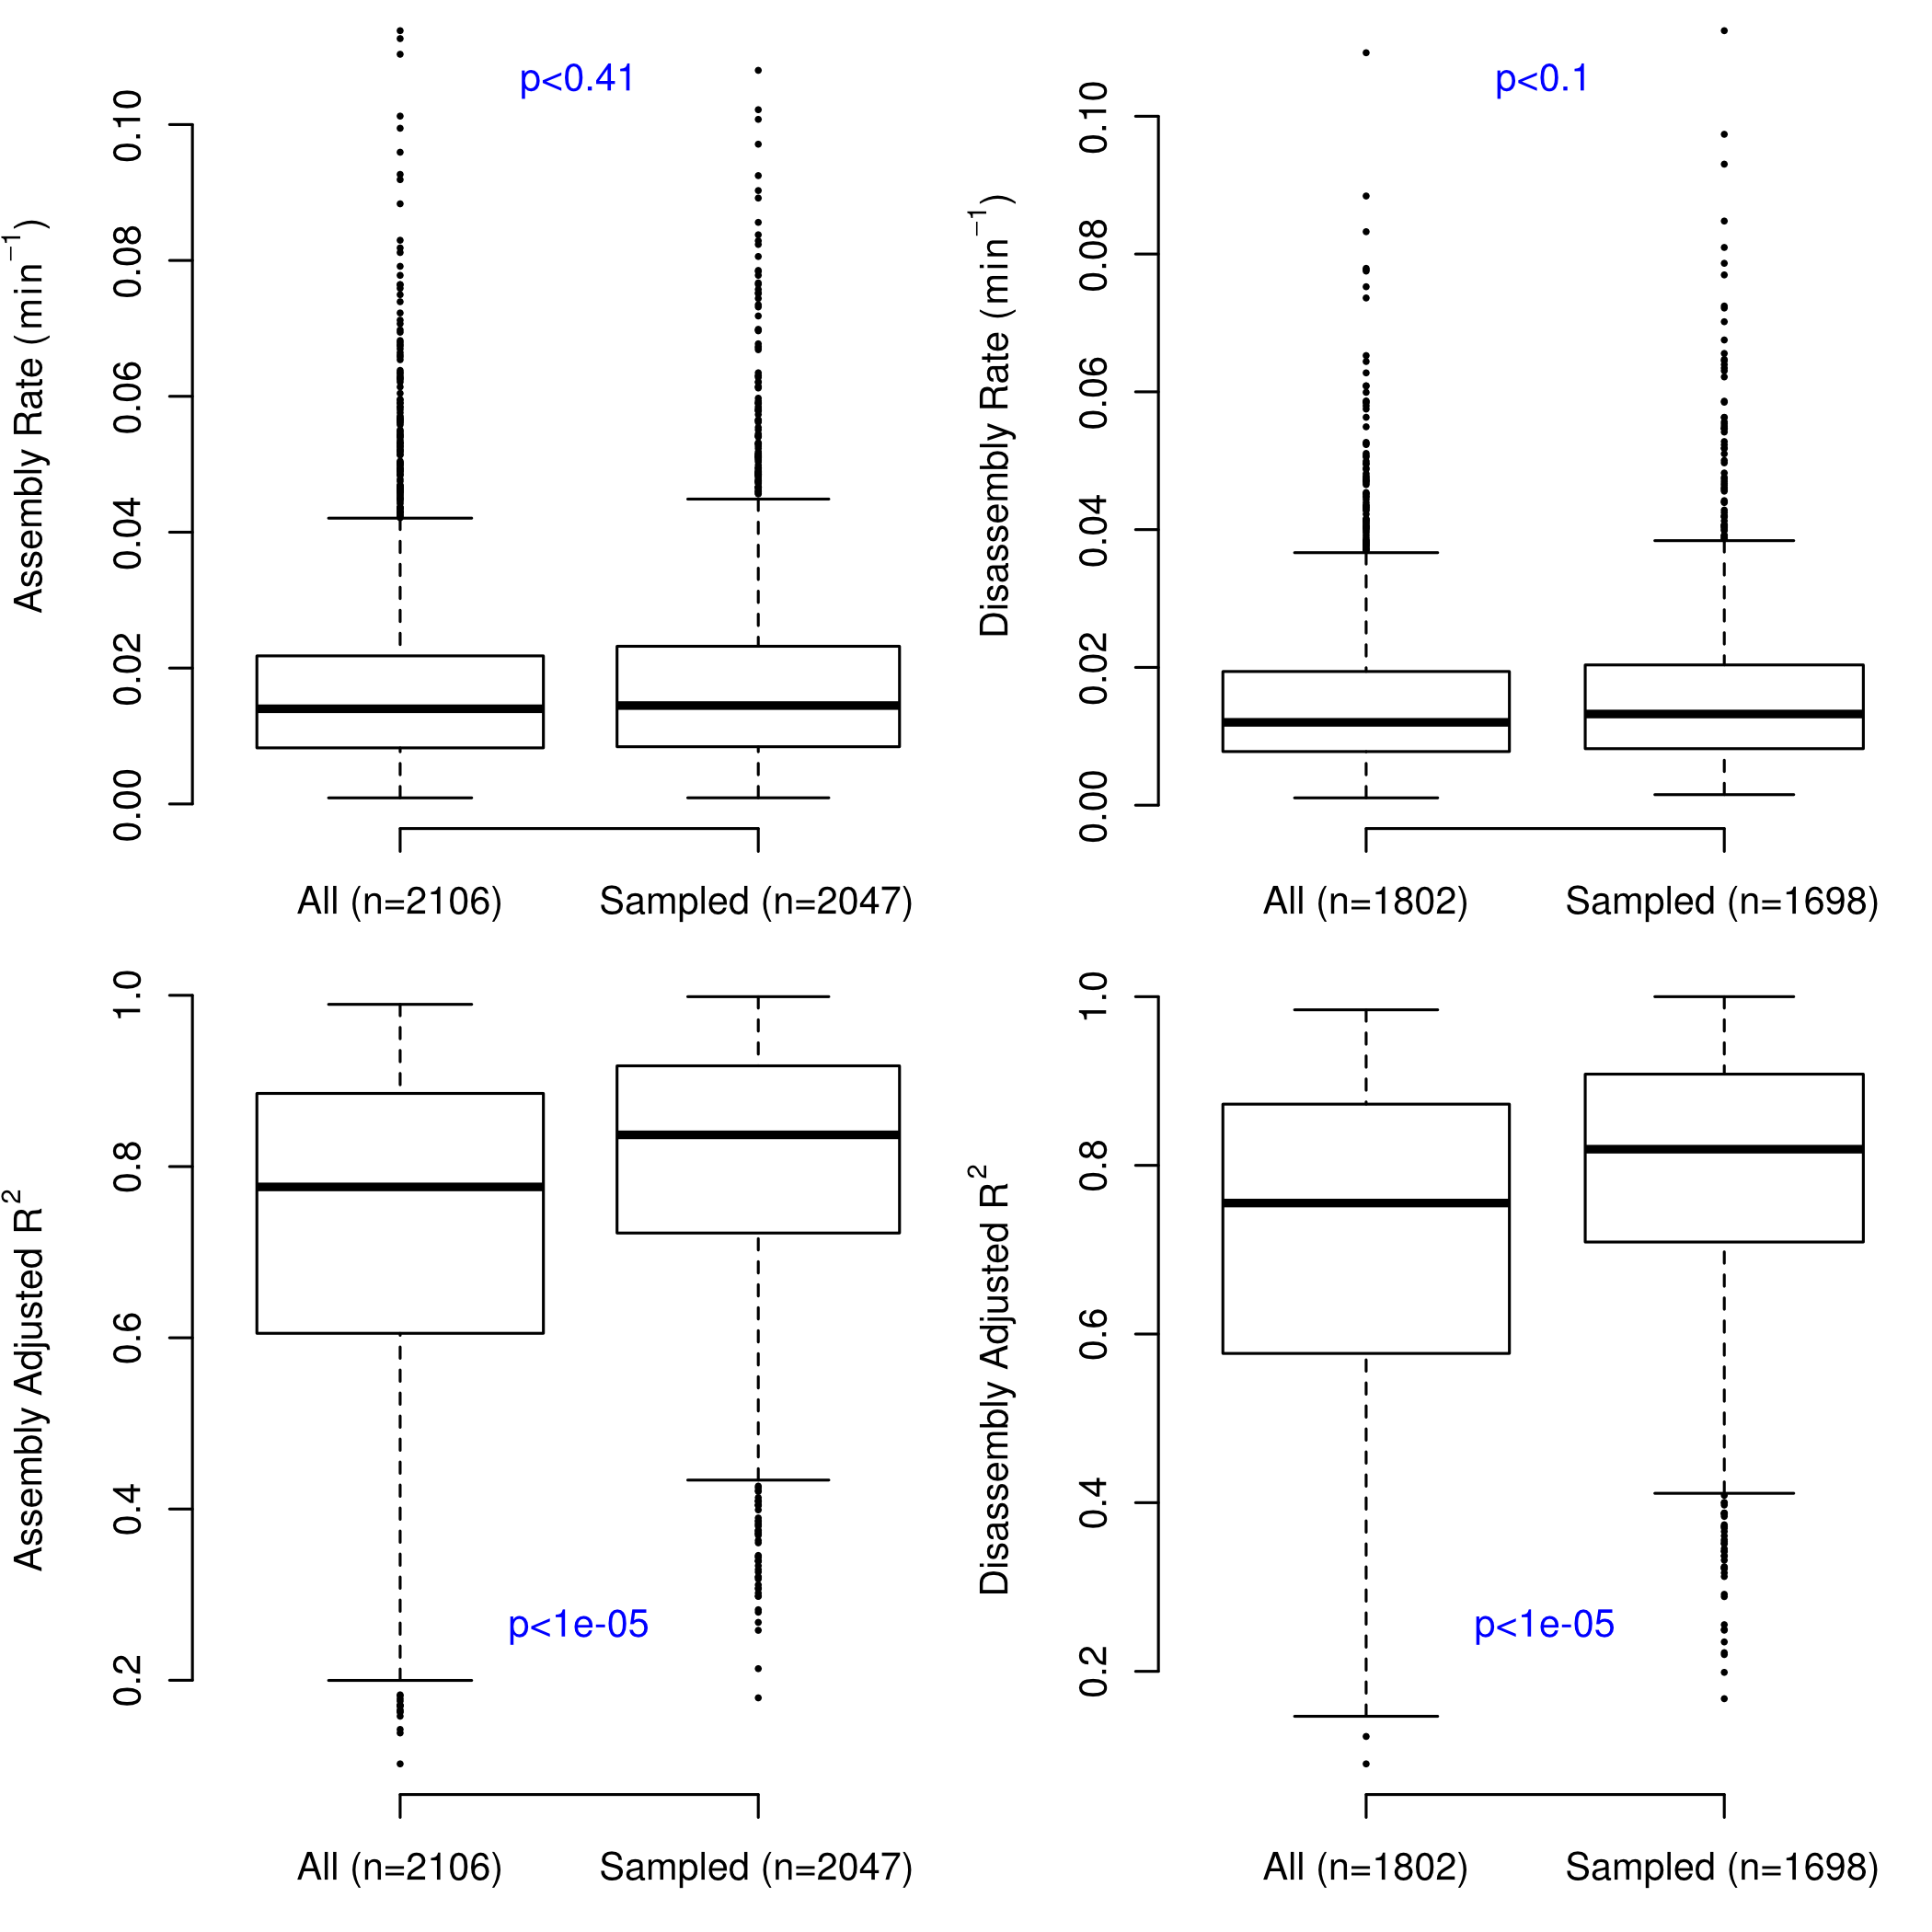 Assembly Rate (min⁻¹)
0.00 0.02 0.04 0.06 0.08 0.10
p<0.41
All (n=2106) Sampled (n=2047)
Disassembly Rate (min⁻¹)
0.00 0.02 0.04 0.06 0.08 0.10
p<0.1
All (n=1802) Sampled (n=1698)
Assembly Adjusted R²
0.2 0.4 0.6 0.8 1.0
p<1e-05
All (n=2106) Sampled (n=2047)
Disassembly Adjusted R²
0.2 0.4 0.6 0.8 1.0
p<1e-05
All (n=1802) Sampled (n=1698)